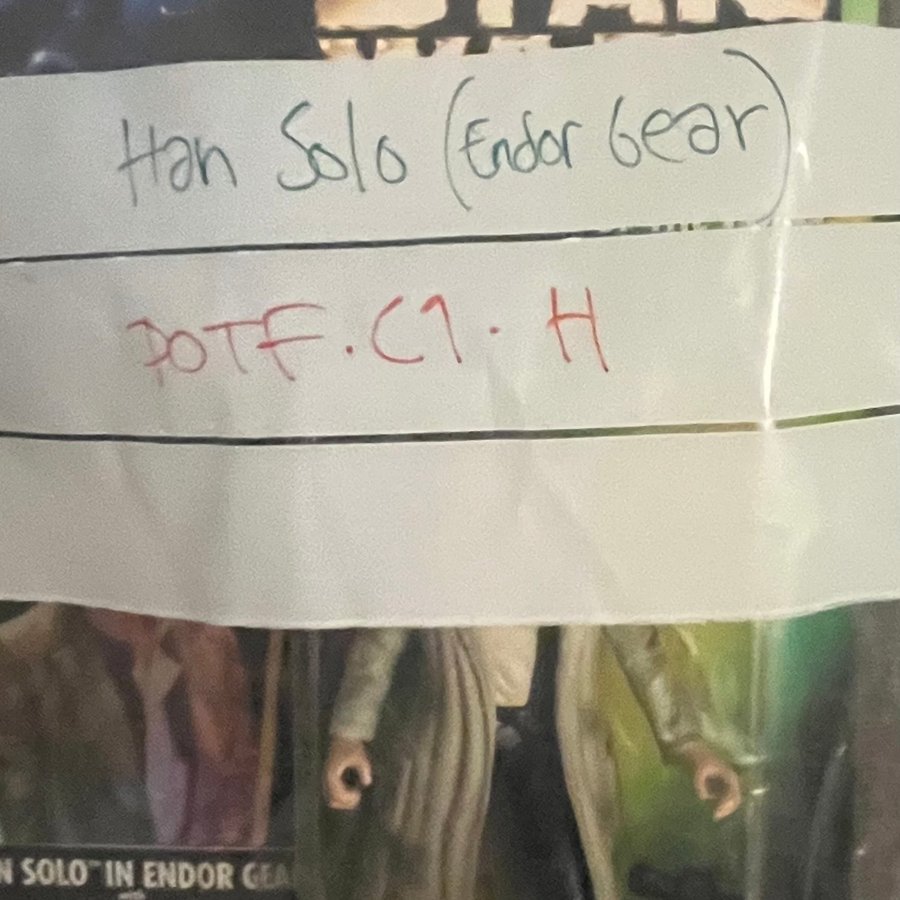 Han Solo (Endor Gear)
POTF.C1.H
N SOLO™ IN ENDOR GEA